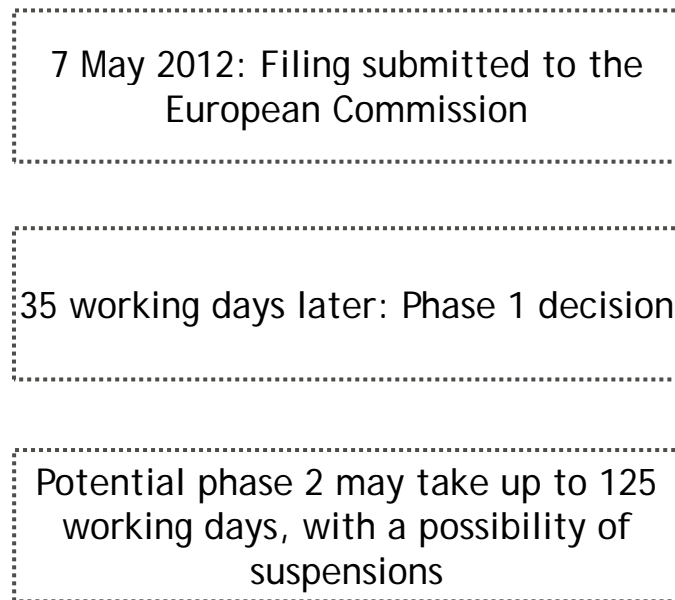 7 May 2012: Filing submitted to the
European Commission
35 working days later: Phase 1 decision
Potential phase 2 may take up to 125
working days, with a possibility of
suspensions